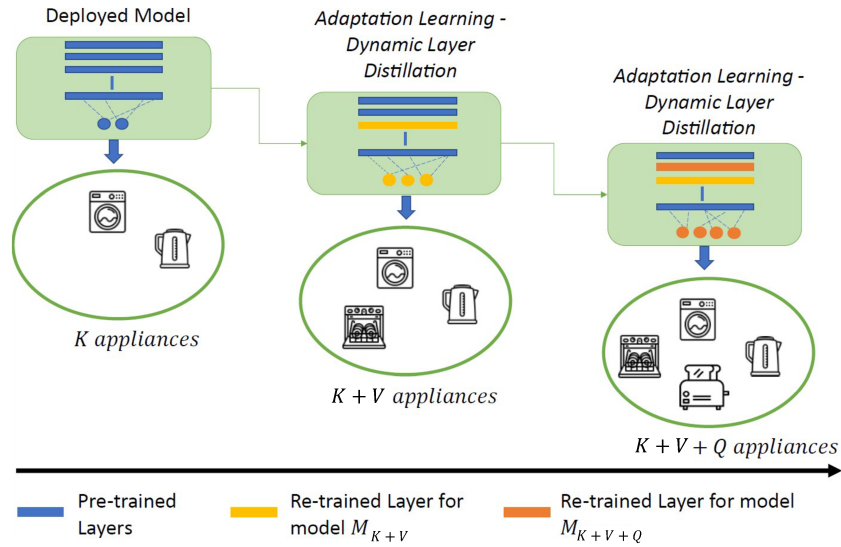 Deployed Model
Adaptation Learning -
Dynamic Layer
Distillation
Adaptation Learning -
Dynamic Layer
Distillation
K appliances
K + V appliances
K + V + Q appliances
Pre-trained
Layers
Re-trained Layer for
model M_{K+V}
Re-trained Layer for model
M_{K+V+Q}